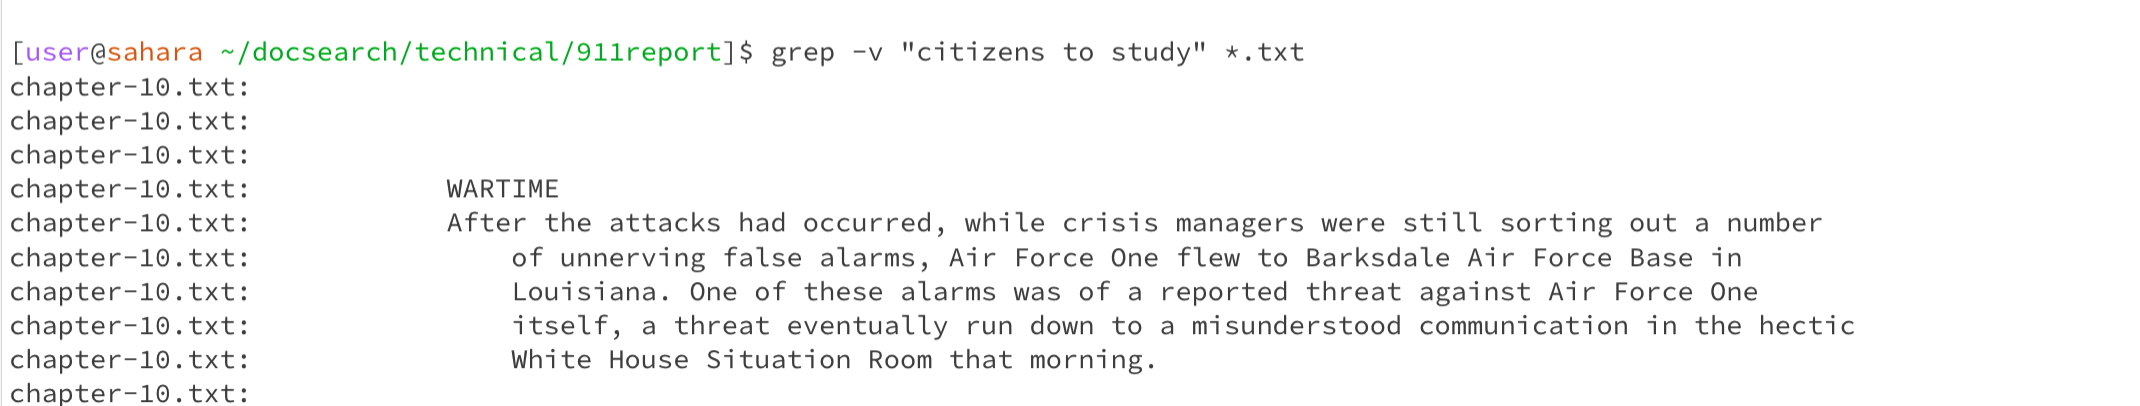 [user@sahara ~/docsearch/technical/911report]$ grep -v "citizens to study" *.txt
chapter-10.txt:
chapter-10.txt:
chapter-10.txt:
chapter-10.txt:            WARTIME
chapter-10.txt:            After the attacks had occurred, while crisis managers were still sorting out a number
chapter-10.txt:                of unnerving false alarms, Air Force One flew to Barksdale Air Force Base in
chapter-10.txt:                Louisiana. One of these alarms was of a reported threat against Air Force One
chapter-10.txt:                itself, a threat eventually run down to a misunderstood communication in the hectic
chapter-10.txt:                White House Situation Room that morning.
chapter-10.txt: